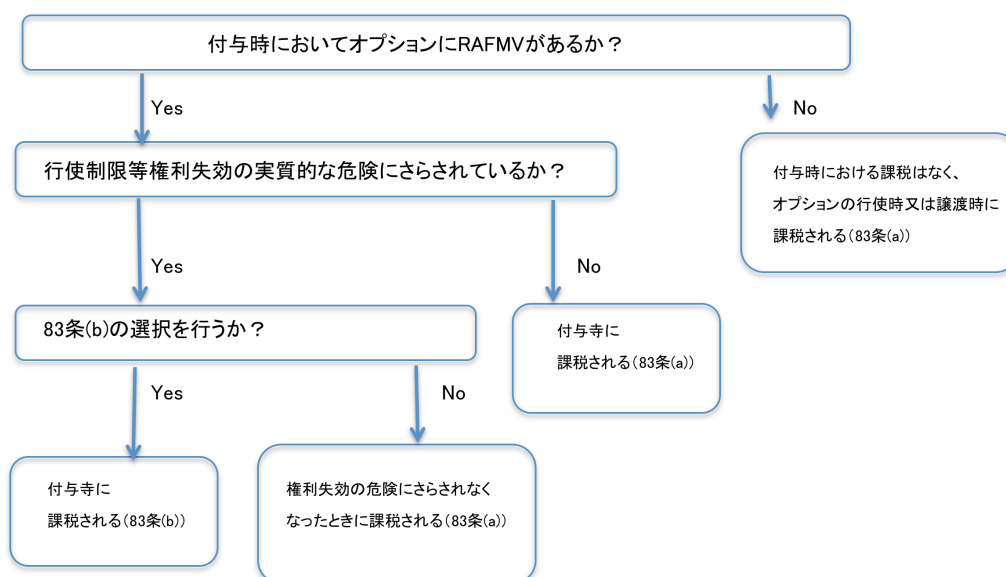 付与時においてオプションにRAFMVがあるか？
Yes
No
行使制限等権利失効の実質的な危険にさらされているか？
付与時における課税はなく、
オプションの行使時又は譲渡時に
課税される（83条(a)）
Yes
No
83条(b)の選択を行うか？
付与寺に
課税される（83条(a)）
Yes
No
付与寺に
課税される（83条(b)）
権利失効の危険にさらされなく
なったときに課税される（83条(a)）